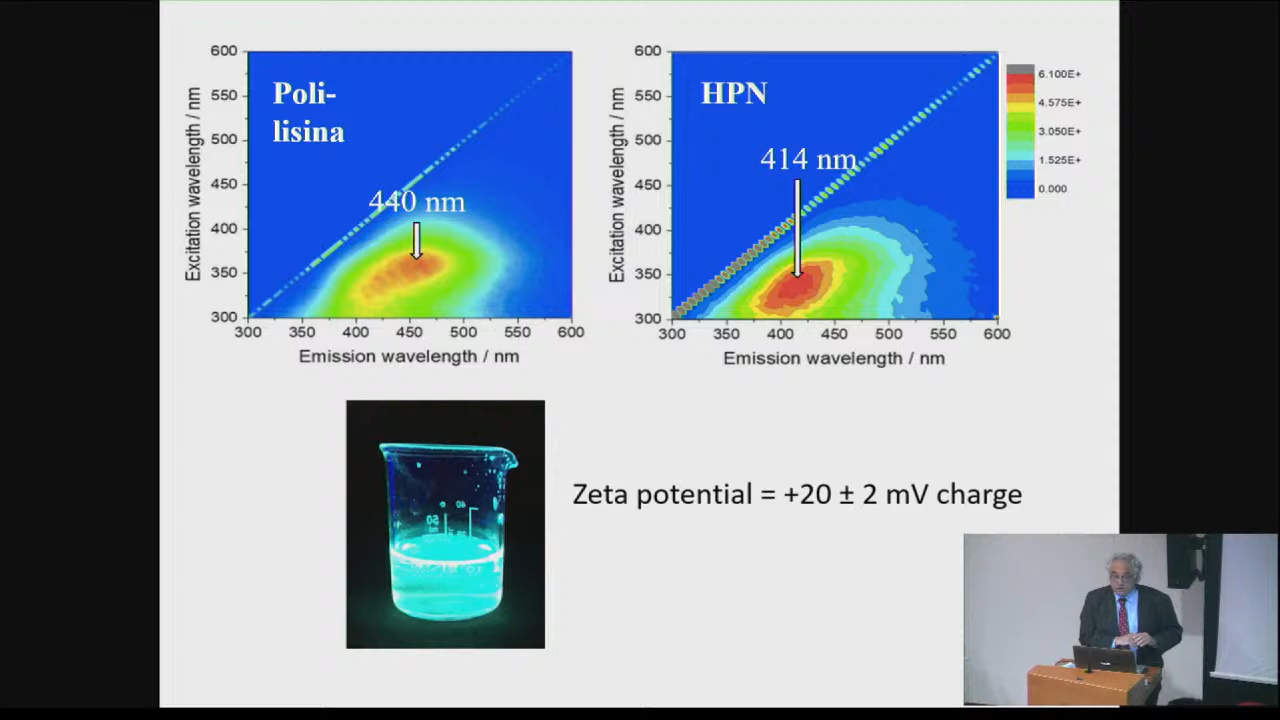 Poli-
lisina
440 nm
600
550
500
450
400
350
300
300
350
400
450
500
550
600
Excitation wavelength / nm
Emission wavelength / nm
HPN
414 nm
600
550
500
450
400
350
300
300
350
400
450
500
550
600
Excitation wavelength / nm
Emission wavelength / nm
6.100E+
4.575E+
3.050E+
1.525E+
0.000
40
50
Zeta potential = +20 ± 2 mV charge